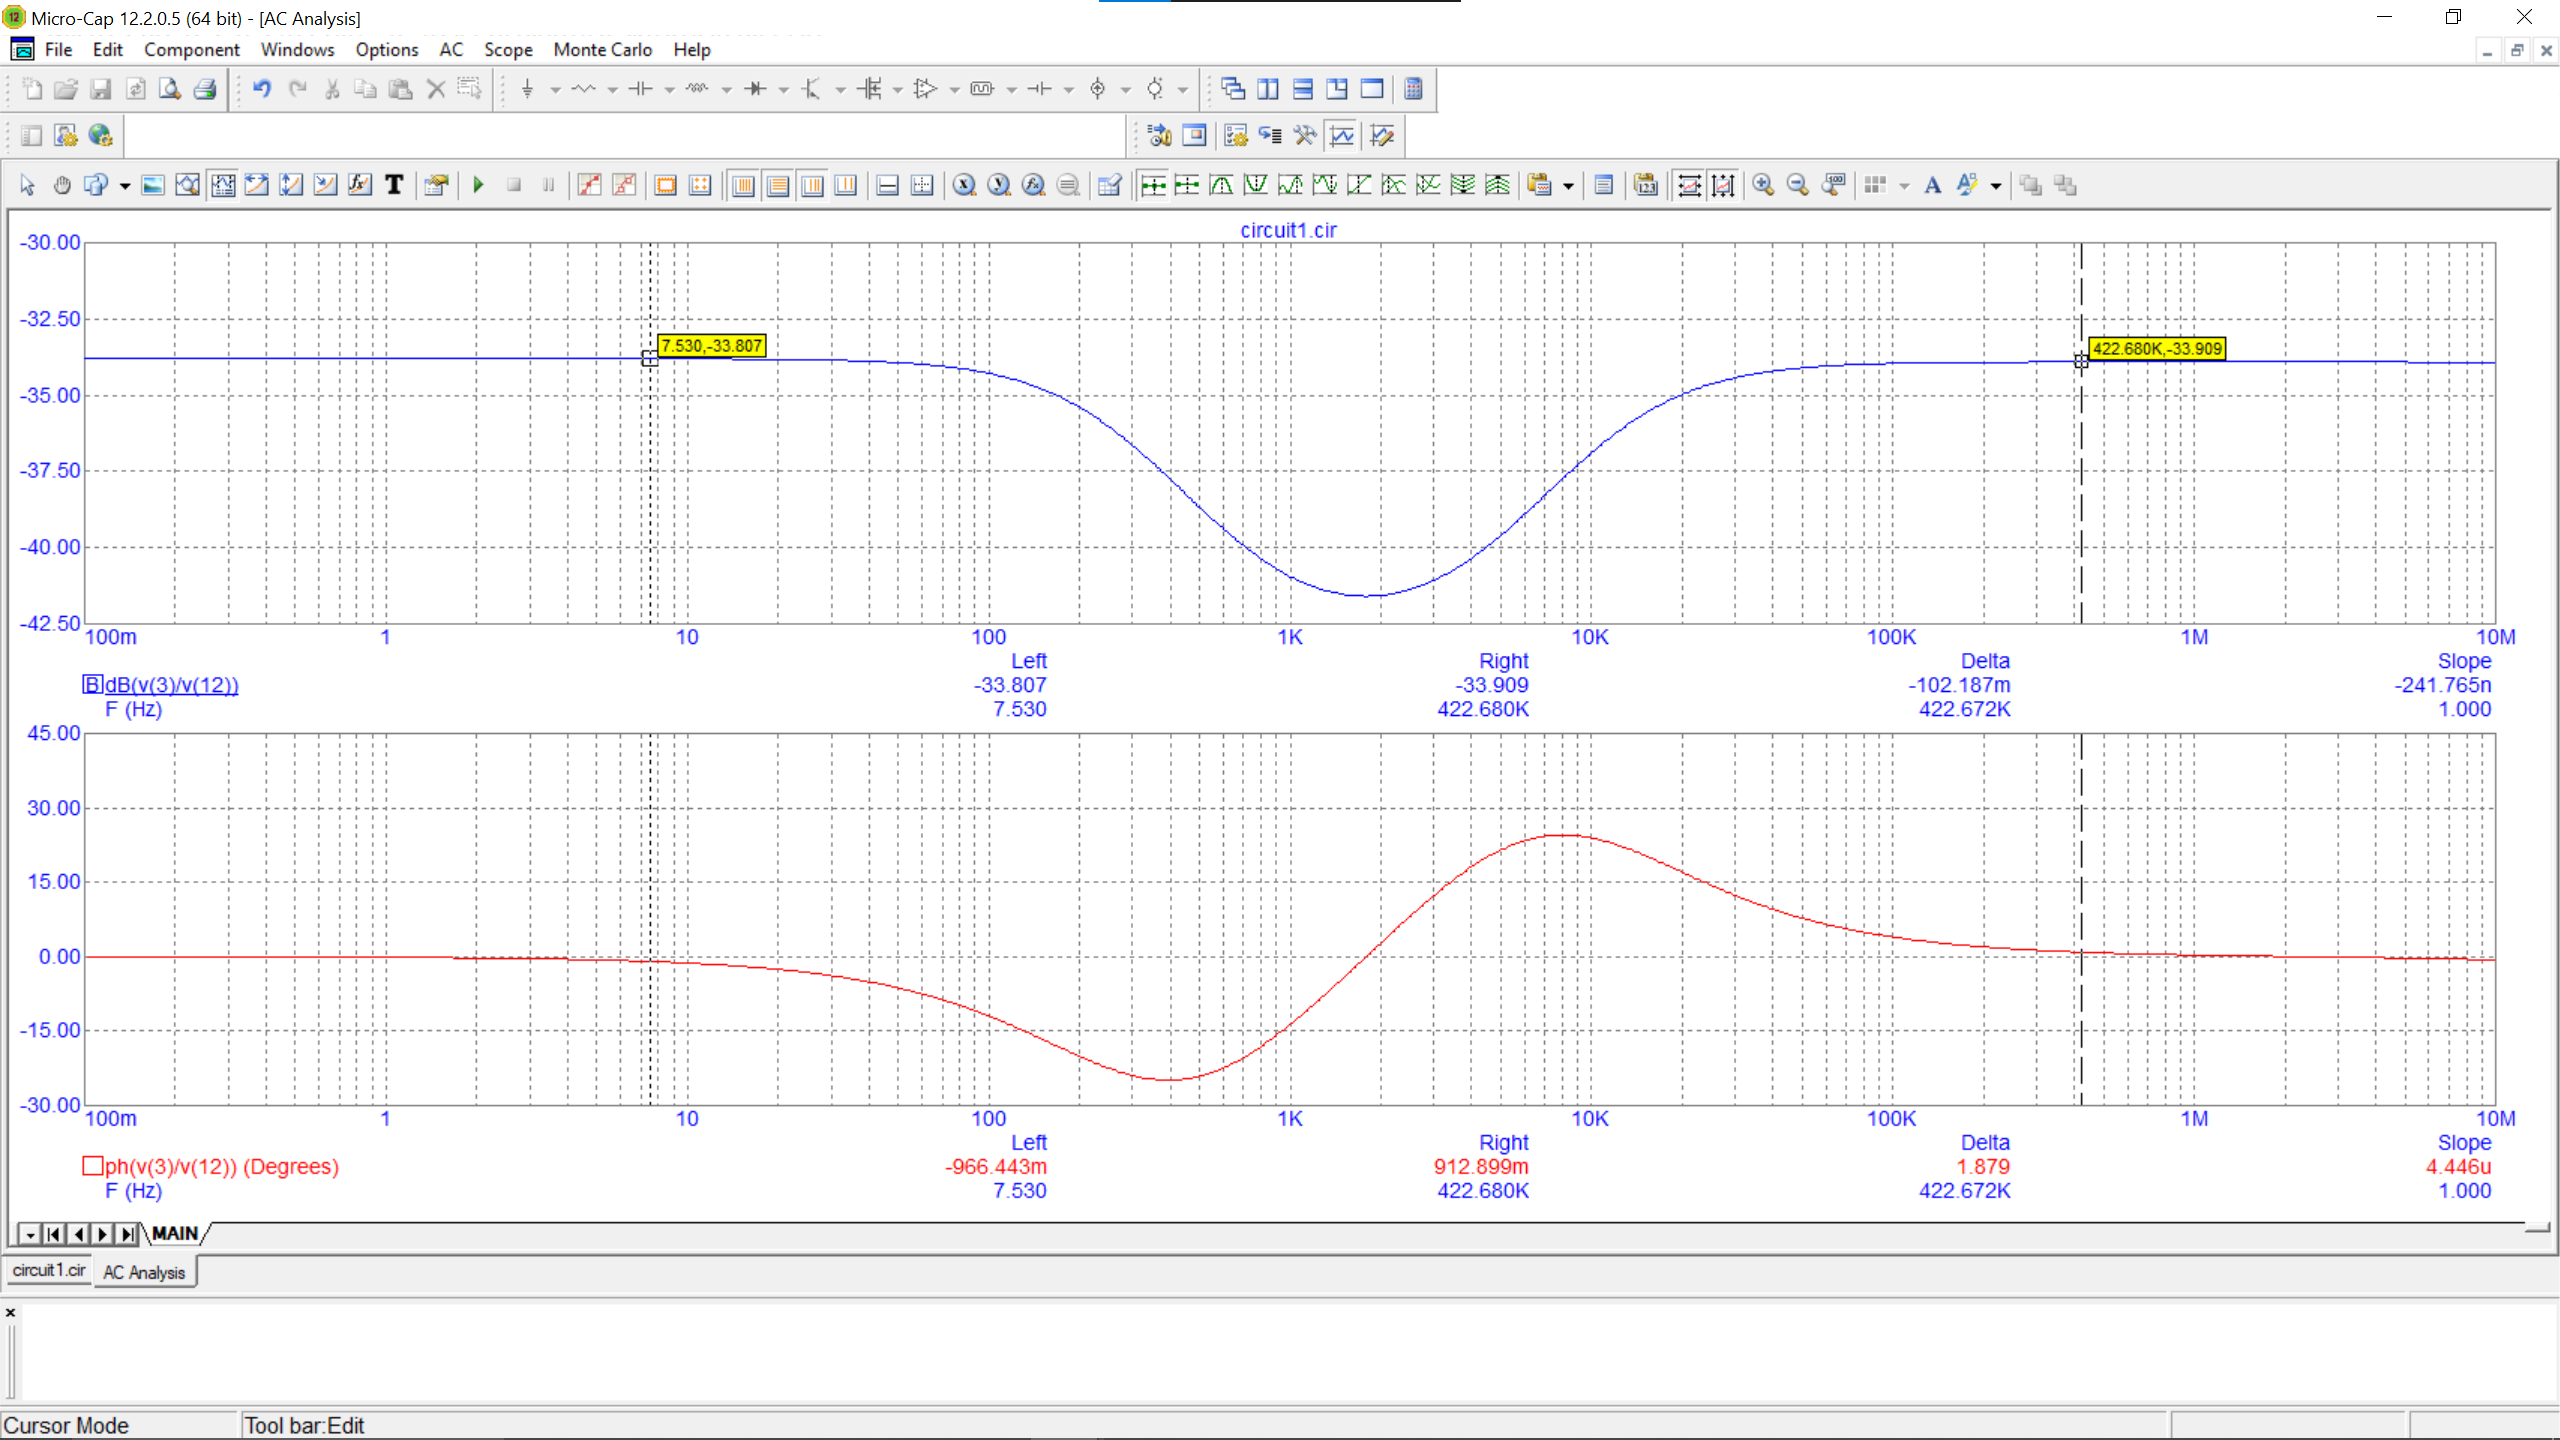 Micro-Cap 12.2.0.5 (64 bit) - [AC Analysis]
File Edit Component Windows Options AC Scope Monte Carlo Help
circuit1.cir
-30.00
-32.50
7.530,-33.807
422.680K,-33.909
-35.00
-37.50
-40.00
-42.50
100m 1 10 100 1K 10K 100K 1M 10M
Left Right Delta Slope
B dB(v(3)/v(12)) -33.807 -33.909 -102.187m -241.765n
F (Hz) 7.530 422.680K 422.672K 1.000
45.00
30.00
15.00
0.00
-15.00
-30.00
100m 1 10 100 1K 10K 100K 1M 10M
Left Right Delta Slope
ph(v(3)/v(12)) (Degrees) -966.443m 912.899m 1.879 4.446u
F (Hz) 7.530 422.680K 422.672K 1.000
MAIN
circuit1.cir AC Analysis
Cursor Mode Tool bar:Edit